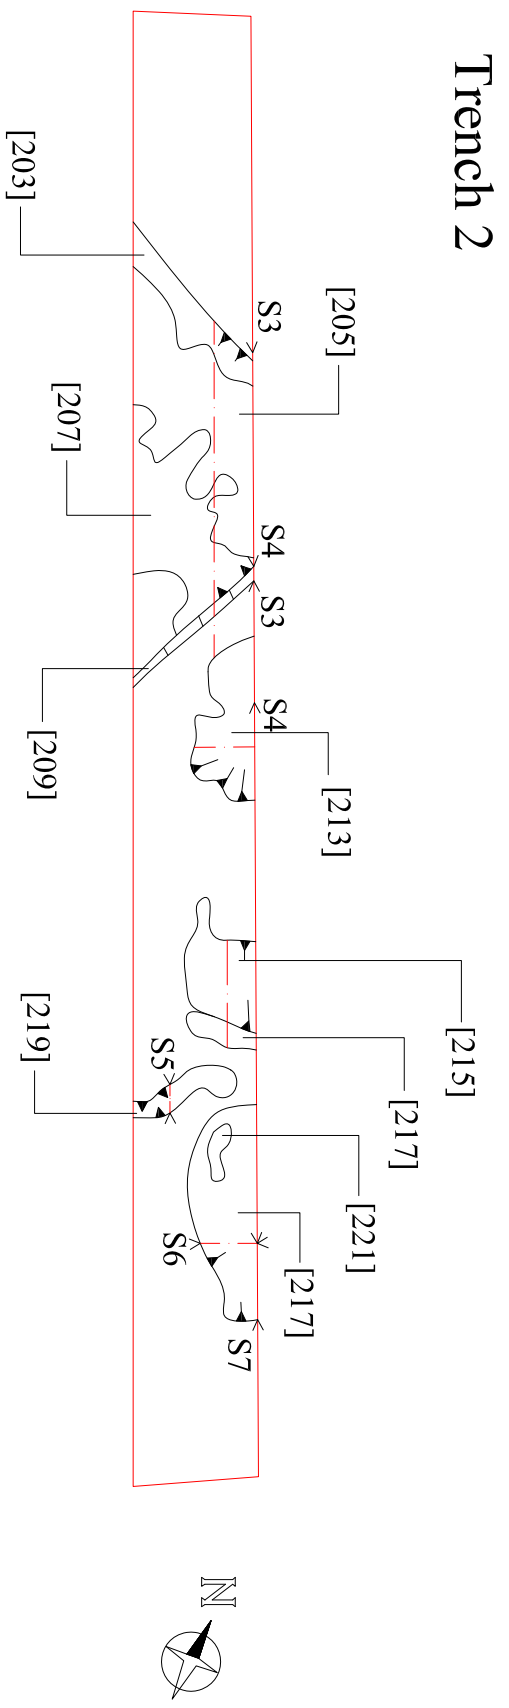 Trench 2
[203]
S3
[205]
[207]
S4
S3
[209]
S4
[213]
[215]
[219]
S5
[217]
[221]
S6
[217]
S7
N